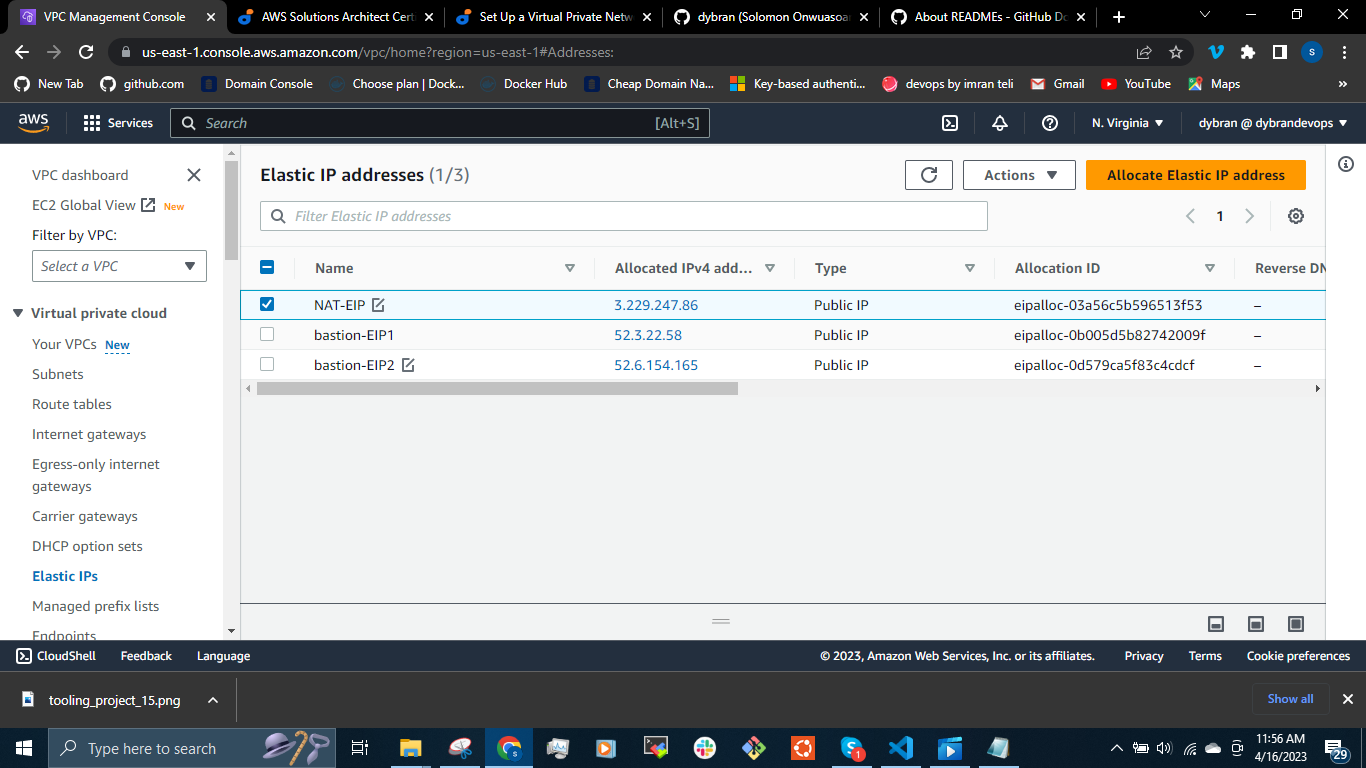 VPC Management Console
AWS Solutions Architect Cert
Set Up a Virtual Private Netw
dybran (Solomon Onwuasoan
About READMEs - GitHub Do
us-east-1.console.aws.amazon.com/vpc/home?region=us-east-1#Addresses:
S
New Tab
github.com
Domain Console
Choose plan | Dock...
Docker Hub
Cheap Domain Na...
Key-based authenti...
devops by imran teli
Gmail
YouTube
Maps
»
aws
Services
Search
[Alt+S]
N. Virginia
dybran @ dybrandevops
VPC dashboard
EC2 Global View New
Filter by VPC:
Select a VPC
Virtual private cloud
Your VPCs New
Subnets
Route tables
Internet gateways
Egress-only internet
gateways
Carrier gateways
DHCP option sets
Elastic IPs
Managed prefix lists
Endpoints
Elastic IP addresses (1/3)
Actions
Allocate Elastic IP address
Filter Elastic IP addresses
1
Name Allocated IPv4 add... Type Allocation ID Reverse DN
NAT-EIP 3.229.247.86 Public IP eipalloc-03a56c5b596513f53 –
bastion-EIP1 52.3.22.58 Public IP eipalloc-0b005d5b82742009f –
bastion-EIP2 52.6.154.165 Public IP eipalloc-0d579ca5f83c4cdcf –
CloudShell Feedback Language
© 2023, Amazon Web Services, Inc. or its affiliates. Privacy Terms Cookie preferences
tooling_project_15.png
Show all
Type here to search
S
1
11:56 AM
4/16/2023
29